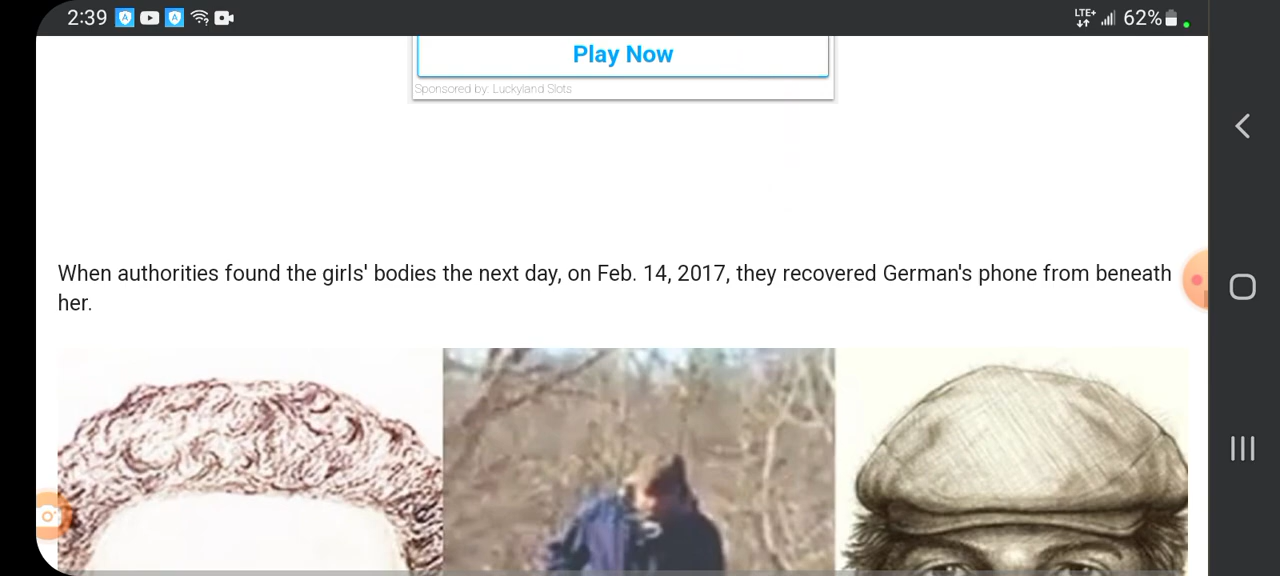 2:39
LTE+
62%
Play Now
Sponsored by: Luckyland Slots
When authorities found the girls' bodies the next day, on Feb. 14, 2017, they recovered German's phone from beneath
her.